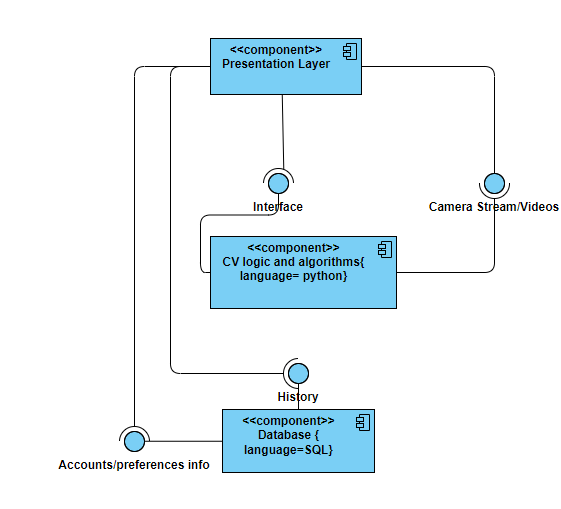 <<component>>
Presentation Layer
Interface
Camera Stream/Videos
<<component>>
CV logic and algorithms{
language= python}
History
<<component>>
Database {
language=SQL}
Accounts/preferences info